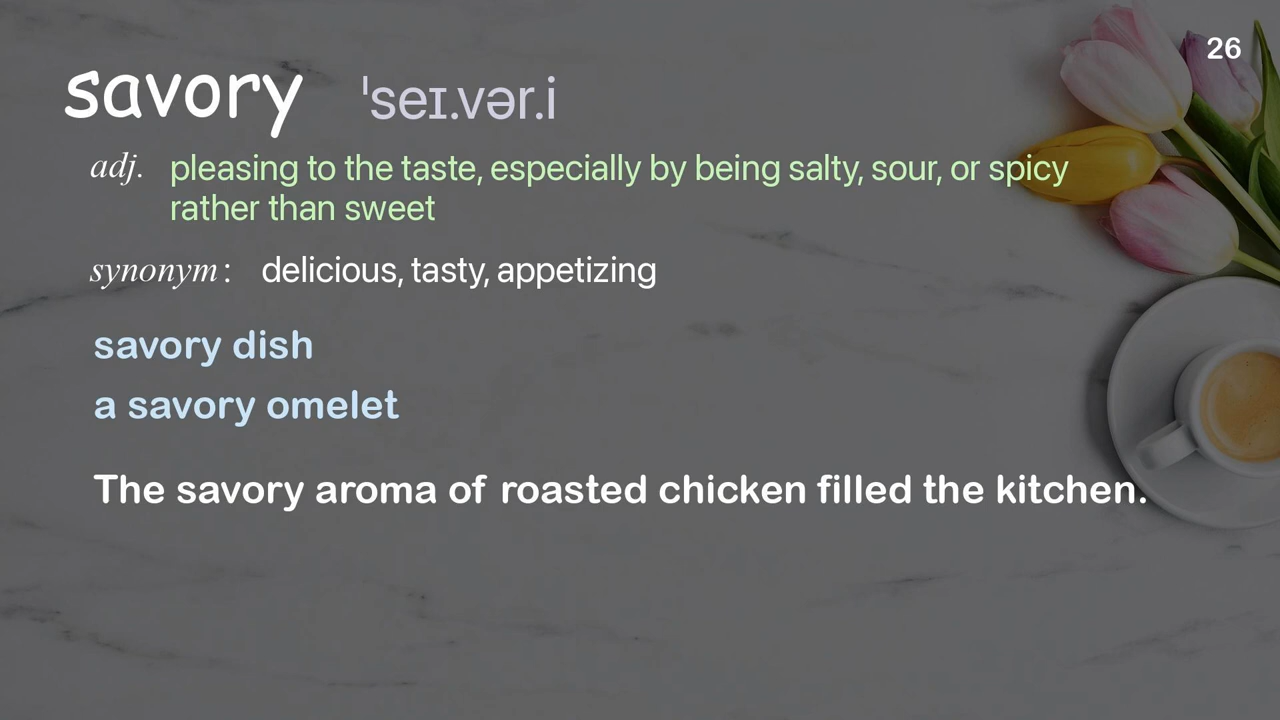 26
savory ˈseɪ.vər.i
adj. pleasing to the taste, especially by being salty, sour, or spicy
rather than sweet
synonym: delicious, tasty, appetizing
savory dish
a savory omelet
The savory aroma of roasted chicken filled the kitchen.